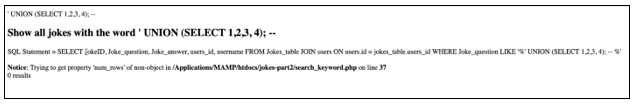 ' UNION (SELECT 1,2,3, 4); --
Show all jokes with the word ' UNION (SELECT 1,2,3, 4); --
SQL Statement = SELECT JokeID, Joke_question, Joke_answer, users_id, username FROM Jokes_table JOIN users ON users.id = jokes_table.users_id WHERE Joke_question LIKE '%' UNION (SELECT 1,2,3, 4); -- %'
Notice: Trying to get property 'num_rows' of non-object in /Applications/MAMP/htdocs/jokes-part2/search_keyword.php on line 37
0 results